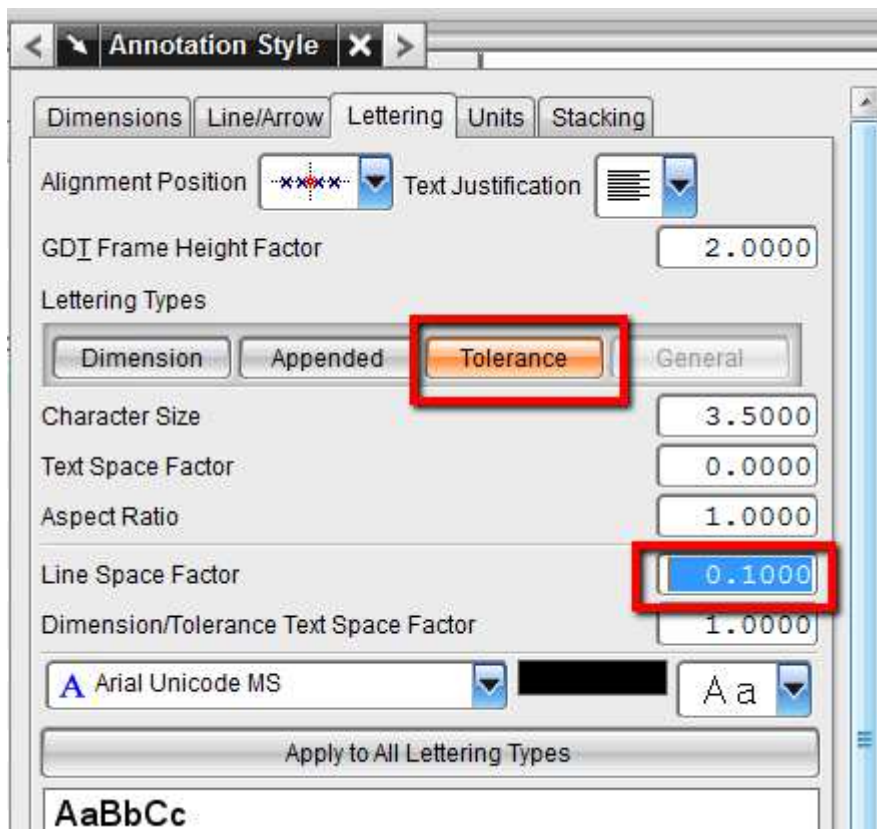 Annotation Style
Dimensions Line/Arrow Lettering Units Stacking
Alignment Position Text Justification
GDT Frame Height Factor 2.0000
Lettering Types
Dimension Appended Tolerance General
Character Size 3.5000
Text Space Factor 0.0000
Aspect Ratio 1.0000
Line Space Factor 0.1000
Dimension/Tolerance Text Space Factor 1.0000
A Arial Unicode MS A a
Apply to All Lettering Types
AaBbCc